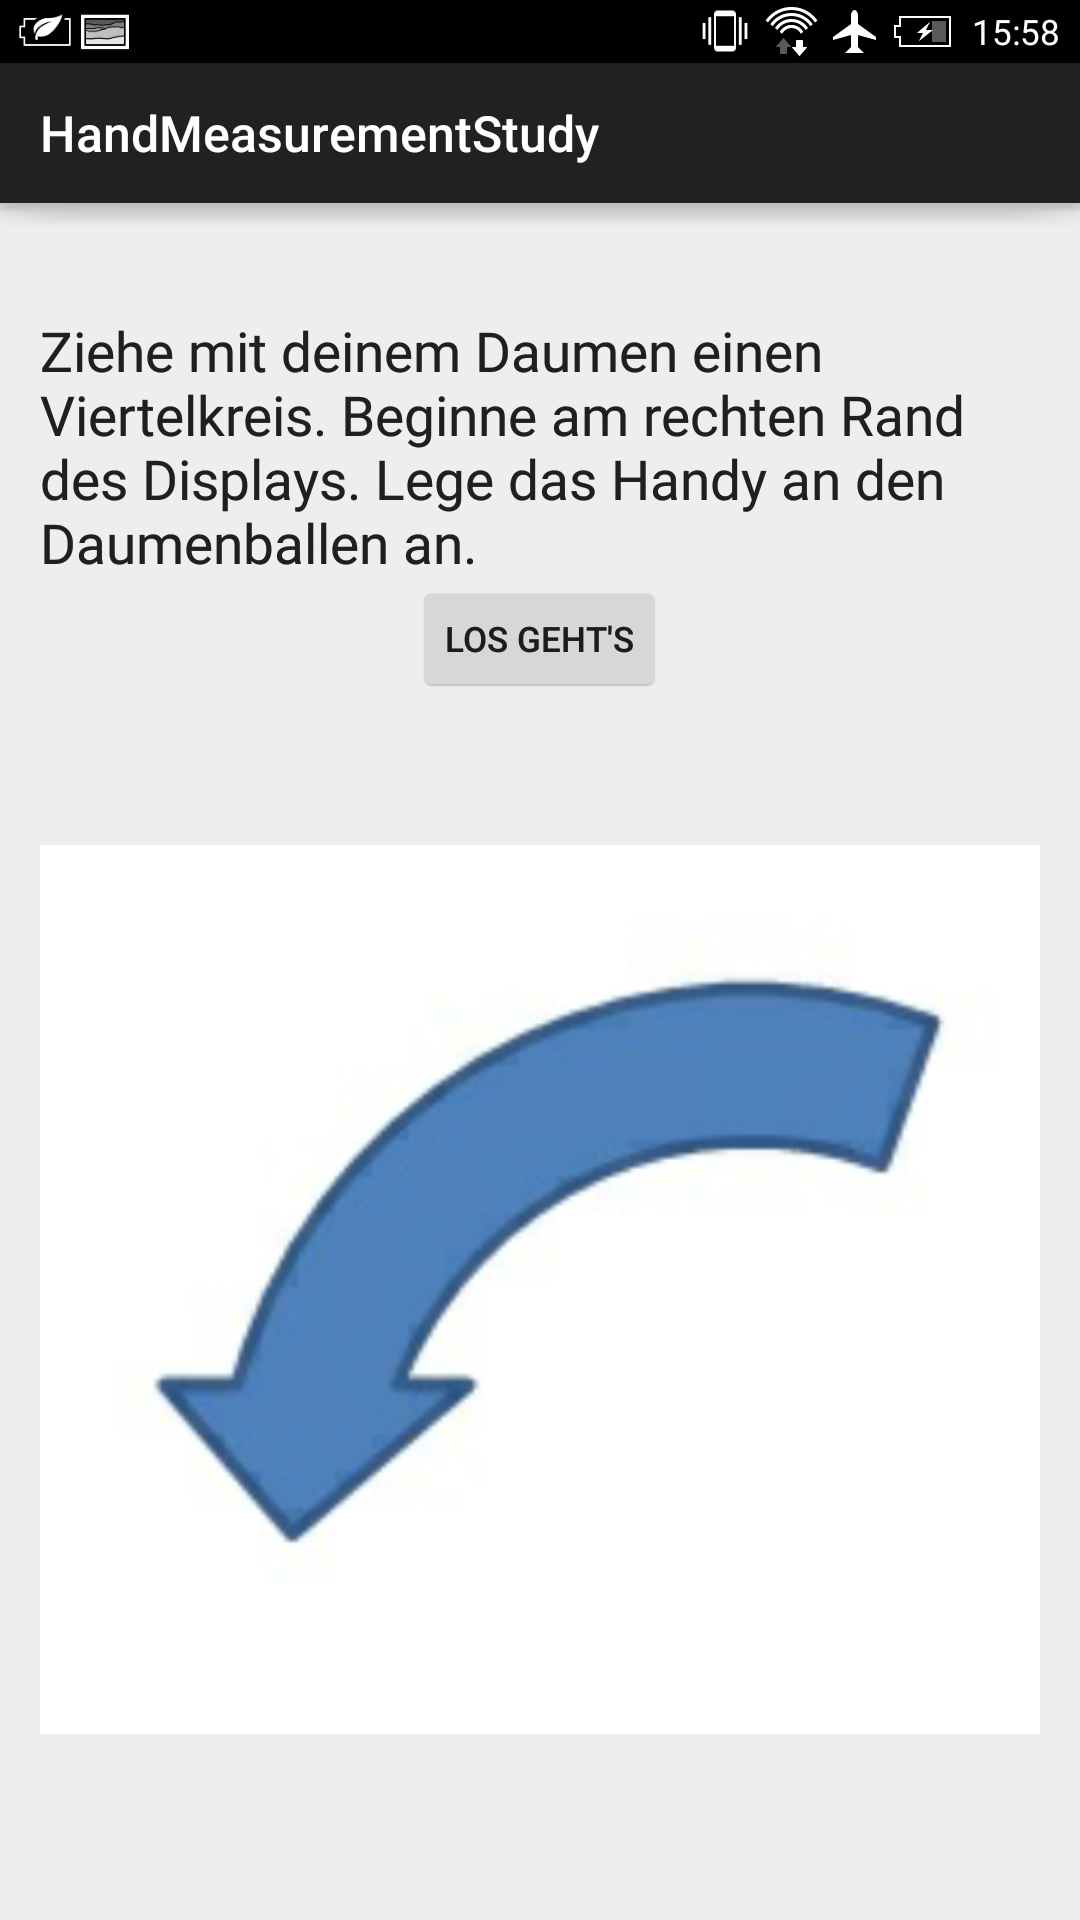 15:58
HandMeasurementStudy
Ziehe mit deinem Daumen einen
Viertelkreis. Beginne am rechten Rand
des Displays. Lege das Handy an den
Daumenballen an.
LOS GEHT'S